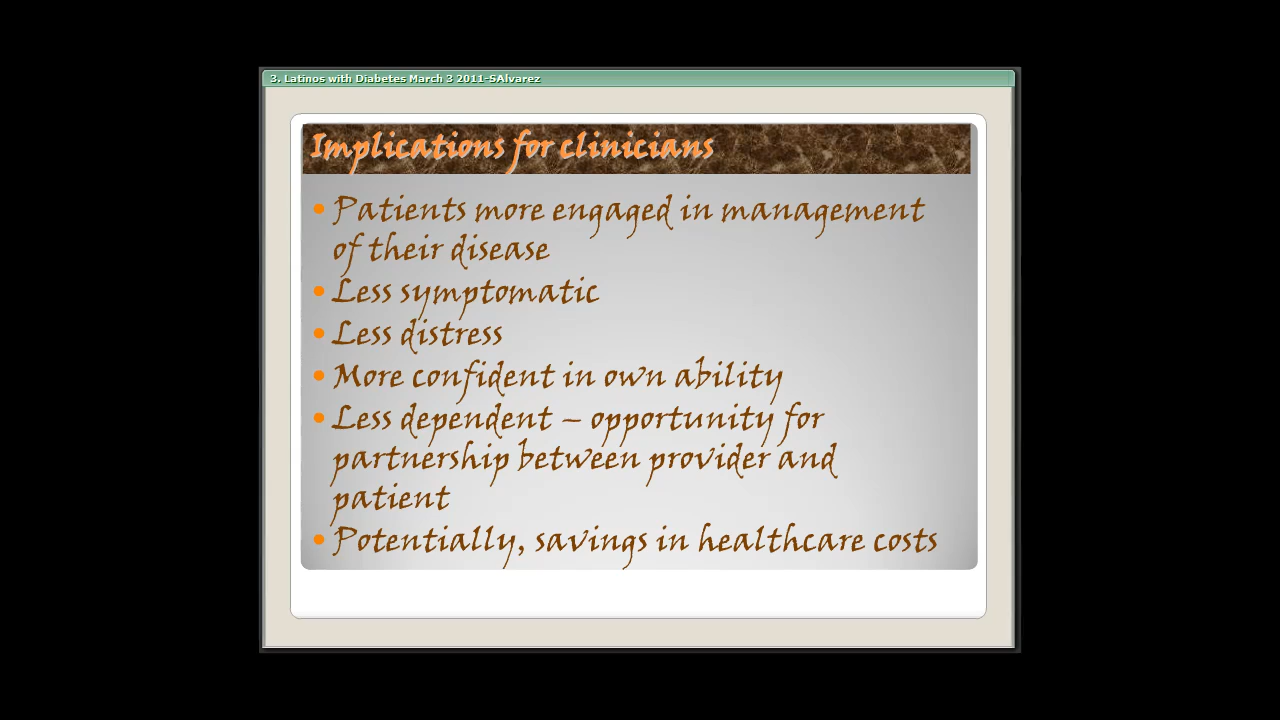 3. Latinos with Diabetes March 3 2011-SAlvarez
Implications for clinicians
• Patients more engaged in management
of their disease
• Less symptomatic
• Less distress
• More confident in own ability
• Less dependent – opportunity for
partnership between provider and
patient
• Potentially, savings in healthcare costs